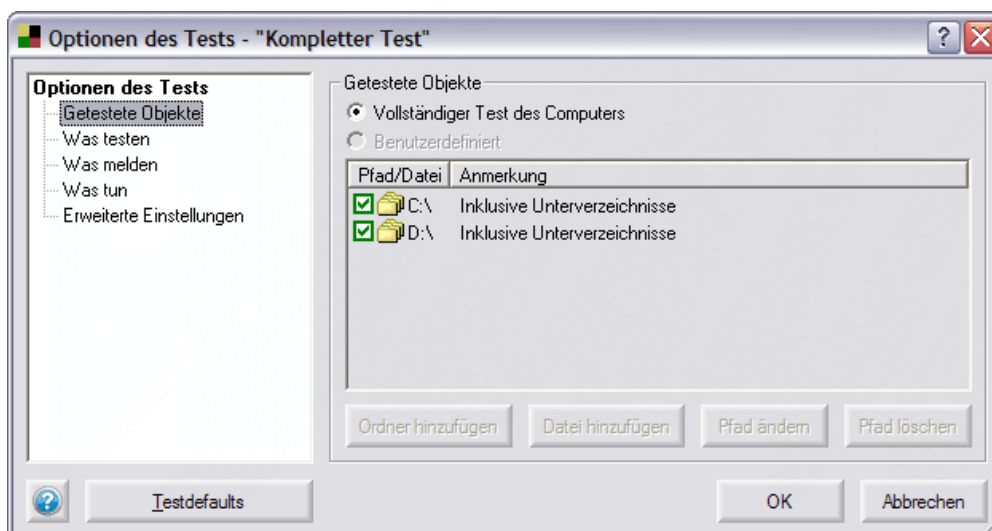 Optionen des Tests - "Kompletter Test"
Optionen des Tests
Getestete Objekte
Was testen
Was melden
Was tun
Erweiterte Einstellungen
Getestete Objekte
Vollständiger Test des Computers
Benutzerdefiniert
Pfad/Datei Anmerkung
C:\ Inklusive Unterverzeichnisse
D:\ Inklusive Unterverzeichnisse
Ordner hinzufügen Datei hinzufügen Pfad ändern Pfad löschen
Testdefaults OK Abbrechen